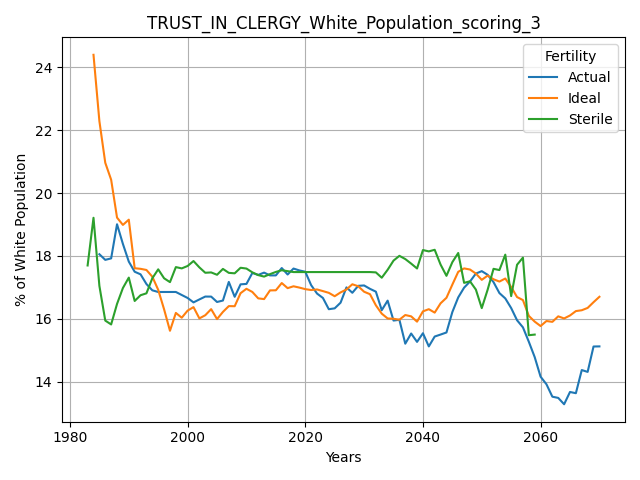 TRUST_IN_CLERGY_White_Population_scoring_3
Fertility
Actual
Ideal
Sterile
% of White Population
24
22
20
18
16
14
1980
2000
2020
2040
2060
Years